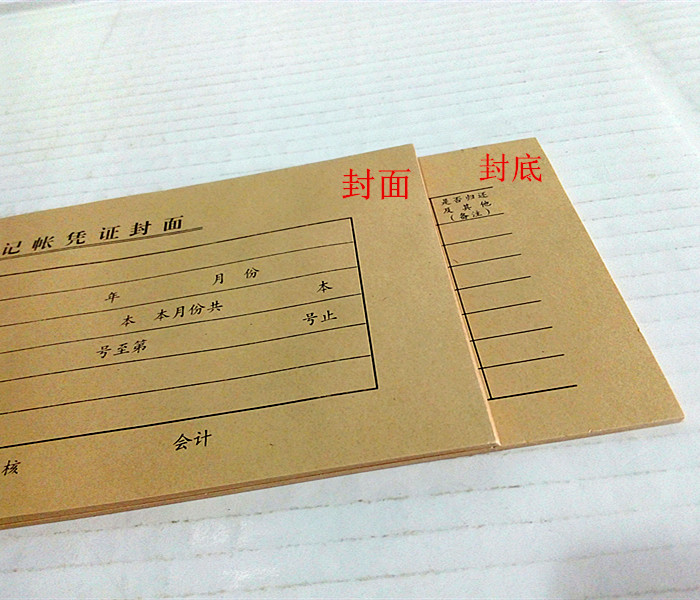 封面
记帐凭证封面
年 月 份
本 本月份共 本
号至第 号止
核 会计
封底
是否归还
及其他
(备注)